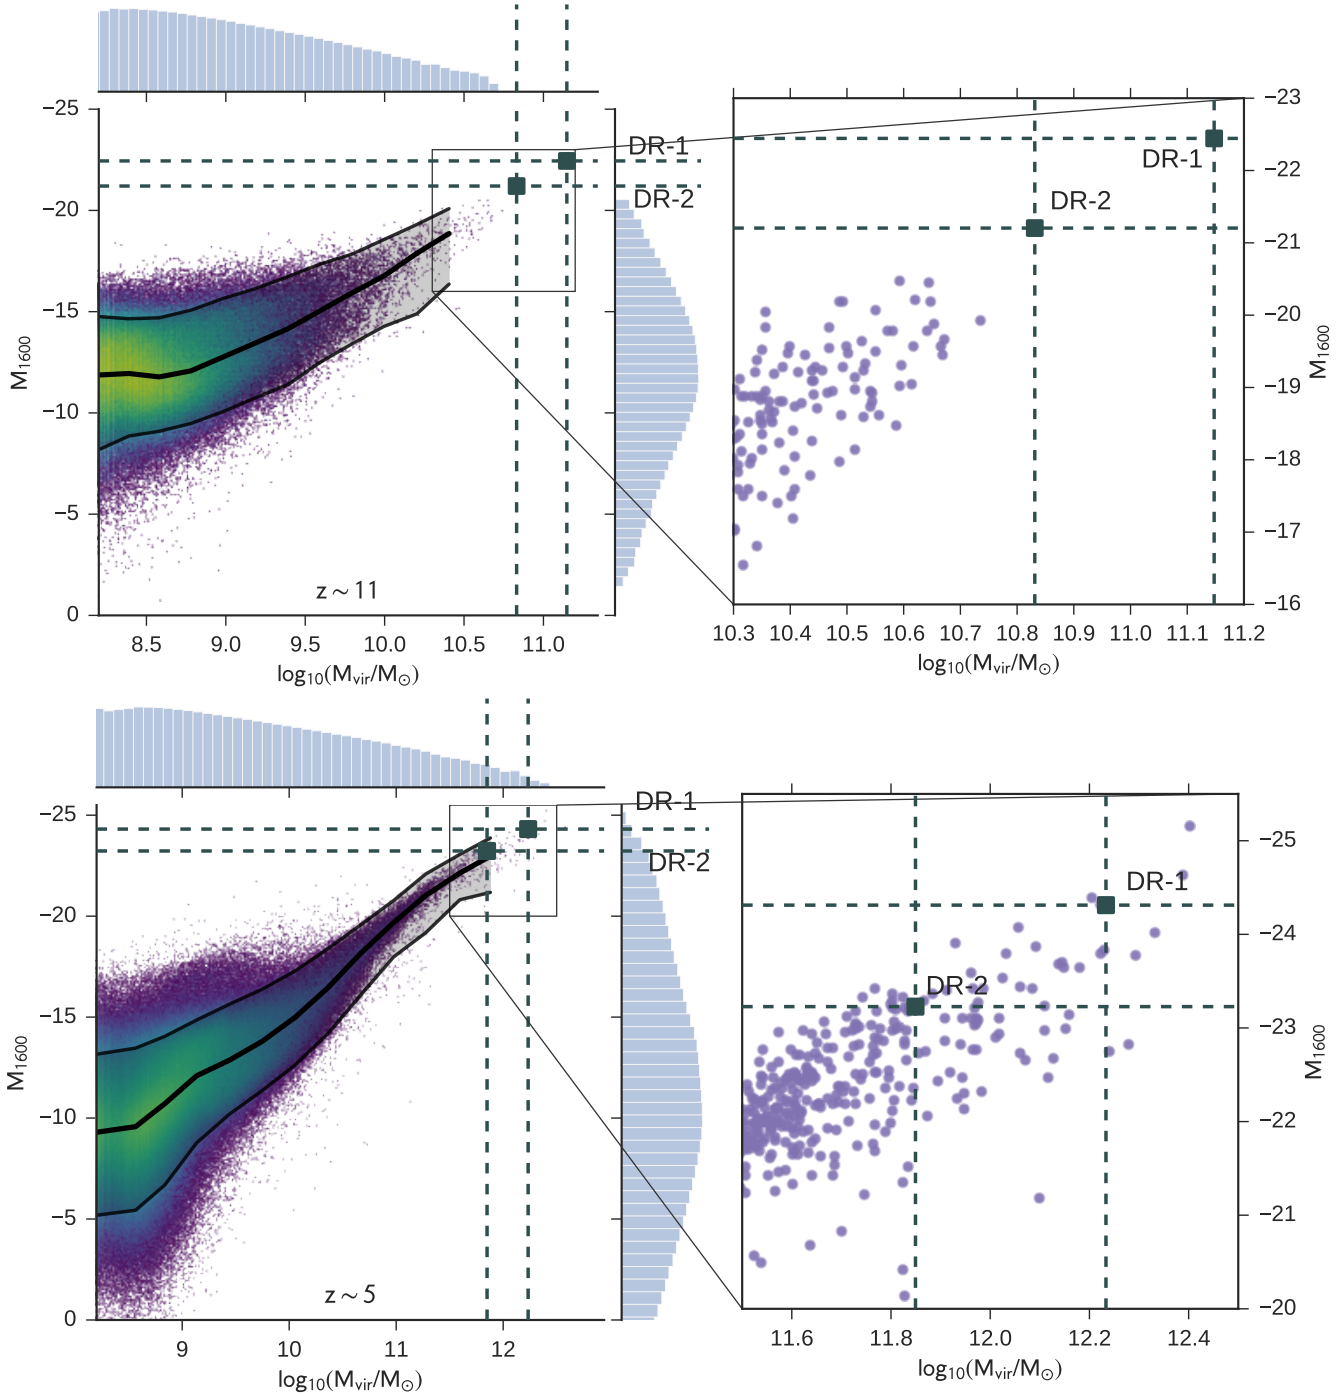 −25
−20
−15
−10
−5
0
M1600
8.5 9.0 9.5 10.0 10.5 11.0
log10(Mvir/M⊙)
z ~ 11
DR-1
DR-2
−23
−22
−21
−20
−19
−18
−17
−16
M1600
DR-1
DR-2
10.3 10.4 10.5 10.6 10.7 10.8 10.9 11.0 11.1 11.2
log10(Mvir/M⊙)
−25
−20
−15
−10
−5
0
M1600
9 10 11 12
log10(Mvir/M⊙)
z ~ 5
DR-1
DR-2
−25
−24
−23
−22
−21
−20
M1600
DR-1
DR-2
11.6 11.8 12.0 12.2 12.4
log10(Mvir/M⊙)